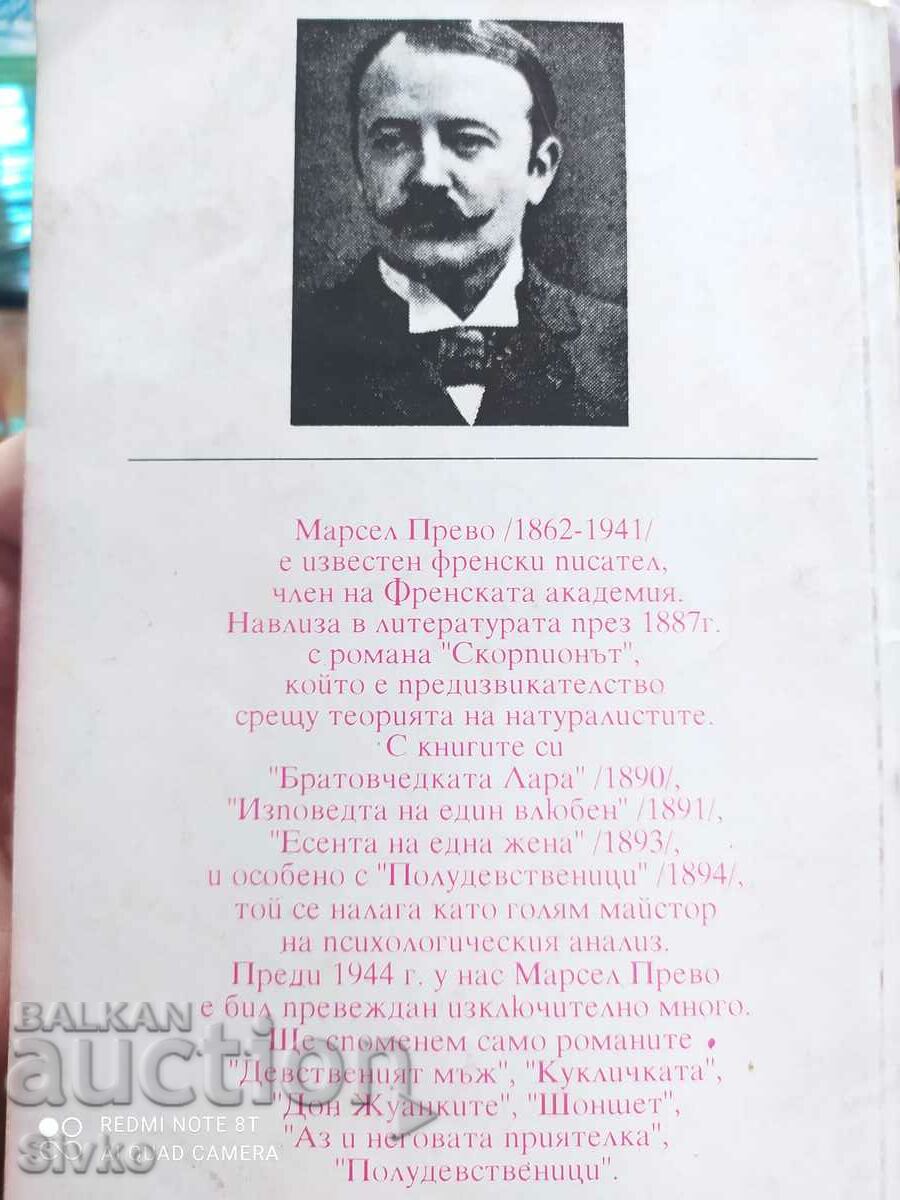 Марсел Прево /1862-1941/
е известен френски писател,
член на Френската академия.
Навлиза в литературата през 1887г.
с романа "Скорпионът",
който е предизвикателство
срещу теорията на натуралистите.
С книгите си
"Братовчедката Лара" /1890/,
"Изповедта на един влюбен" /1891/,
"Есента на една жена" /1893/,
и особено с "Полудевственици" /1894/,
той се налага като голям майстор
на психологическия анализ.
Преди 1944 г. у нас Марсел Прево
е бил превеждан изключително много.
Ще споменем само романите
"Девственият мъж", "Кукличката",
"Дон Жуанките", "Шоншет",
"Аз и неговата приятелка",
"Полудевственици".
BALKAN
auction
REDMI NOTE 8T
AI QUAD CAMERA
Sivko